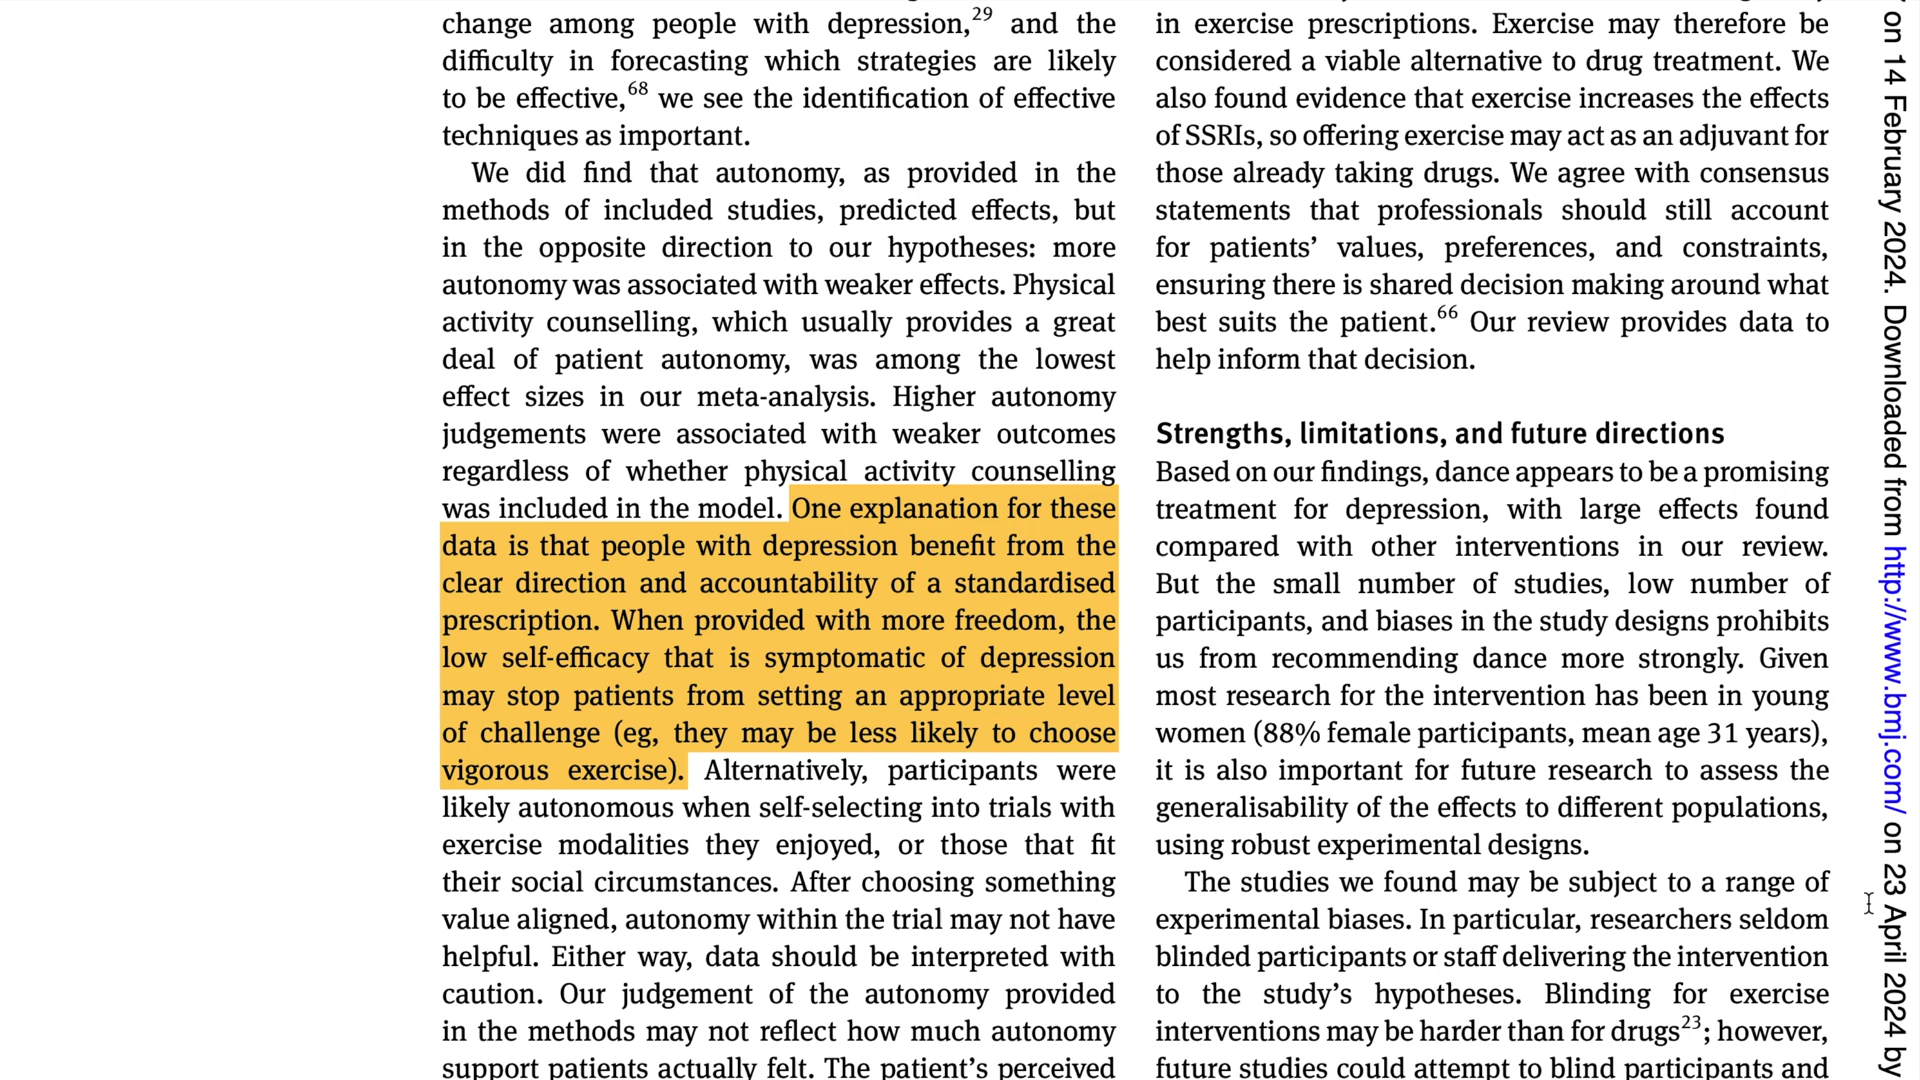 change among people with depression,29 and the
difficulty in forecasting which strategies are likely
to be effective,68 we see the identification of effective
techniques as important.
We did find that autonomy, as provided in the
methods of included studies, predicted effects, but
in the opposite direction to our hypotheses: more
autonomy was associated with weaker effects. Physical
activity counselling, which usually provides a great
deal of patient autonomy, was among the lowest
effect sizes in our meta-analysis. Higher autonomy
judgements were associated with weaker outcomes
regardless of whether physical activity counselling
was included in the model. One explanation for these
data is that people with depression benefit from the
clear direction and accountability of a standardised
prescription. When provided with more freedom, the
low self-efficacy that is symptomatic of depression
may stop patients from setting an appropriate level
of challenge (eg, they may be less likely to choose
vigorous exercise). Alternatively, participants were
likely autonomous when self-selecting into trials with
exercise modalities they enjoyed, or those that fit
their social circumstances. After choosing something
value aligned, autonomy within the trial may not have
helpful. Either way, data should be interpreted with
caution. Our judgement of the autonomy provided
in the methods may not reflect how much autonomy
support patients actually felt. The patient’s perceived
in exercise prescriptions. Exercise may therefore be
considered a viable alternative to drug treatment. We
also found evidence that exercise increases the effects
of SSRIs, so offering exercise may act as an adjuvant for
those already taking drugs. We agree with consensus
statements that professionals should still account
for patients’ values, preferences, and constraints,
ensuring there is shared decision making around what
best suits the patient.66 Our review provides data to
help inform that decision.
Strengths, limitations, and future directions
Based on our findings, dance appears to be a promising
treatment for depression, with large effects found
compared with other interventions in our review.
But the small number of studies, low number of
participants, and biases in the study designs prohibits
us from recommending dance more strongly. Given
most research for the intervention has been in young
women (88% female participants, mean age 31 years),
it is also important for future research to assess the
generalisability of the effects to different populations,
using robust experimental designs.
The studies we found may be subject to a range of
experimental biases. In particular, researchers seldom
blinded participants or staff delivering the intervention
to the study’s hypotheses. Blinding for exercise
interventions may be harder than for drugs23; however,
future studies could attempt to blind participants and
on 14 February 2024. Downloaded from http://www.bmj.com/ on 23 April 2024 by